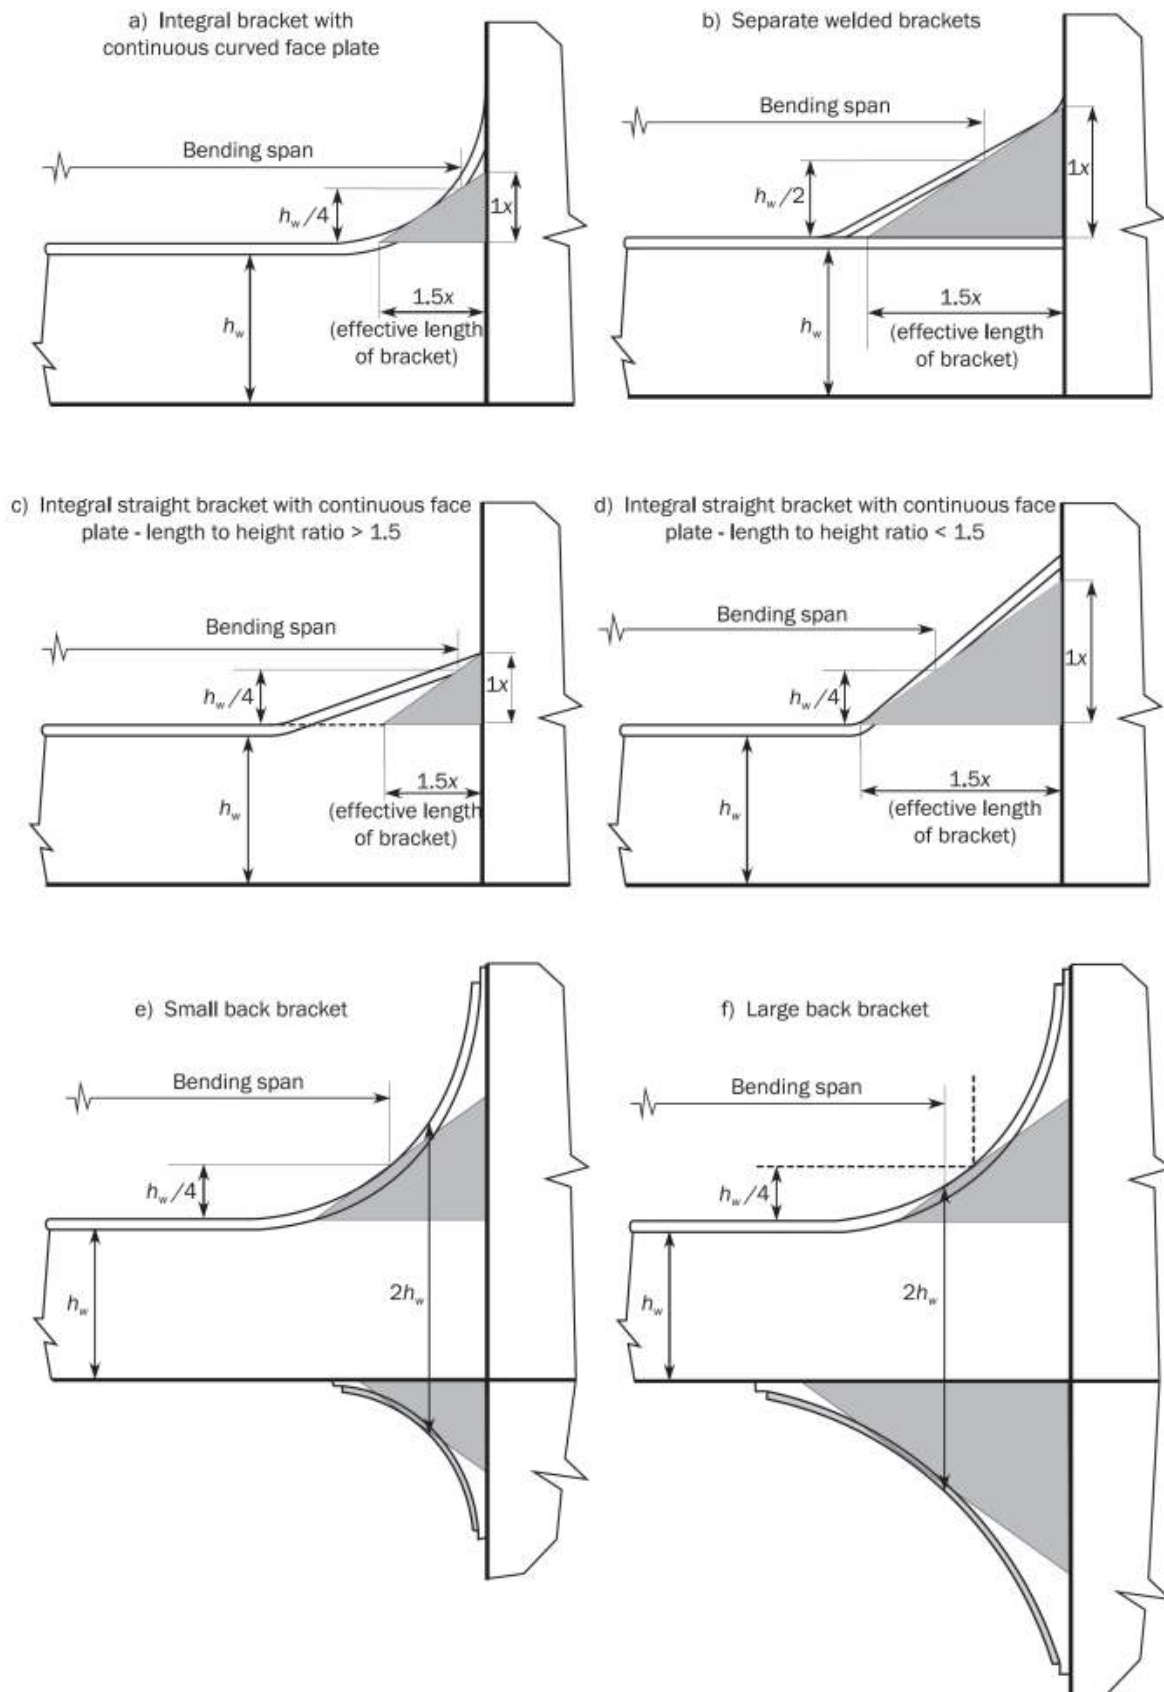 a) Integral bracket with
continuous curved face plate
Bending span
h_w/4
1x
1.5x
h_w
(effective length
of bracket)
b) Separate welded brackets
Bending span
h_w/2
1x
1.5x
h_w
(effective length
of bracket)
c) Integral straight bracket with continuous face
plate - length to height ratio > 1.5
Bending span
h_w/4
1x
1.5x
h_w
(effective length
of bracket)
d) Integral straight bracket with continuous face
plate - length to height ratio < 1.5
Bending span
h_w/4
1x
1.5x
h_w
(effective length
of bracket)
e) Small back bracket
Bending span
h_w/4
2h_w
h_w
f) Large back bracket
Bending span
h_w/4
2h_w
h_w